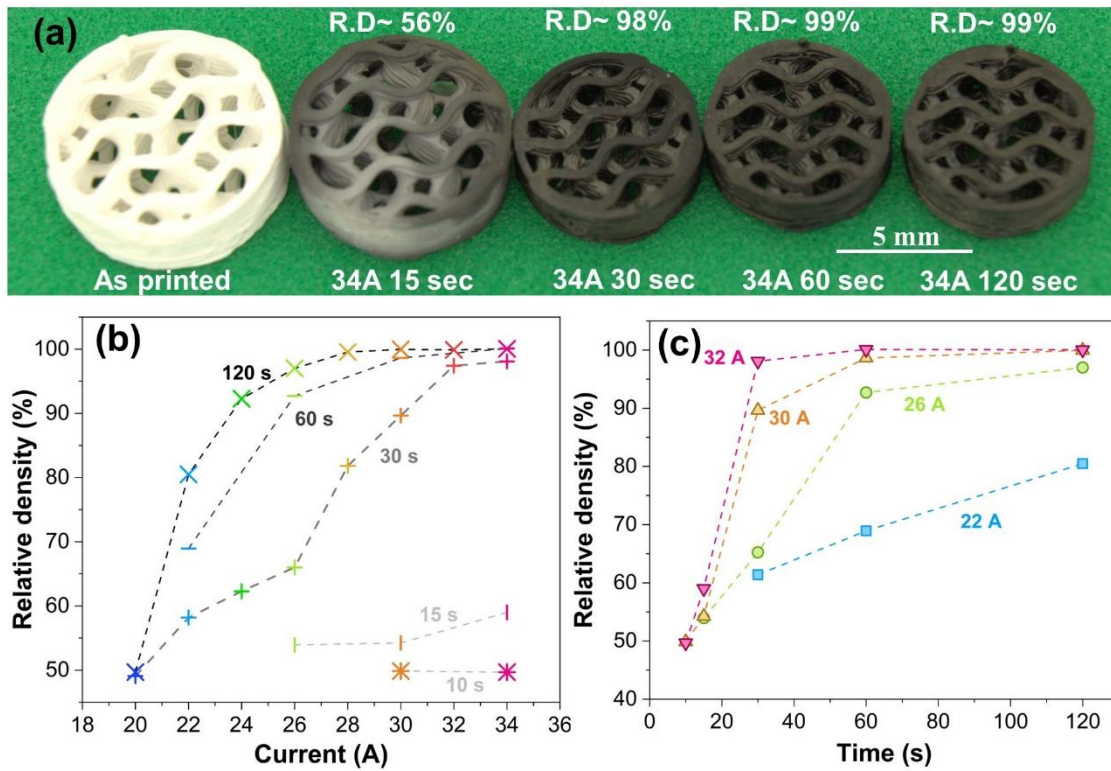 (a)
R.D~ 56%
R.D~ 98%
R.D~ 99%
R.D~ 99%
5 mm
As printed
34A 15 sec
34A 30 sec
34A 60 sec
34A 120 sec
(b)
100
90
80
70
60
50
Relative density (%)
120 s
60 s
30 s
15 s
10 s
18 20 22 24 26 28 30 32 34 36
Current (A)
(c)
100
90
80
70
60
50
40
Relative density (%)
32 A
30 A
26 A
22 A
0 20 40 60 80 100 120
Time (s)